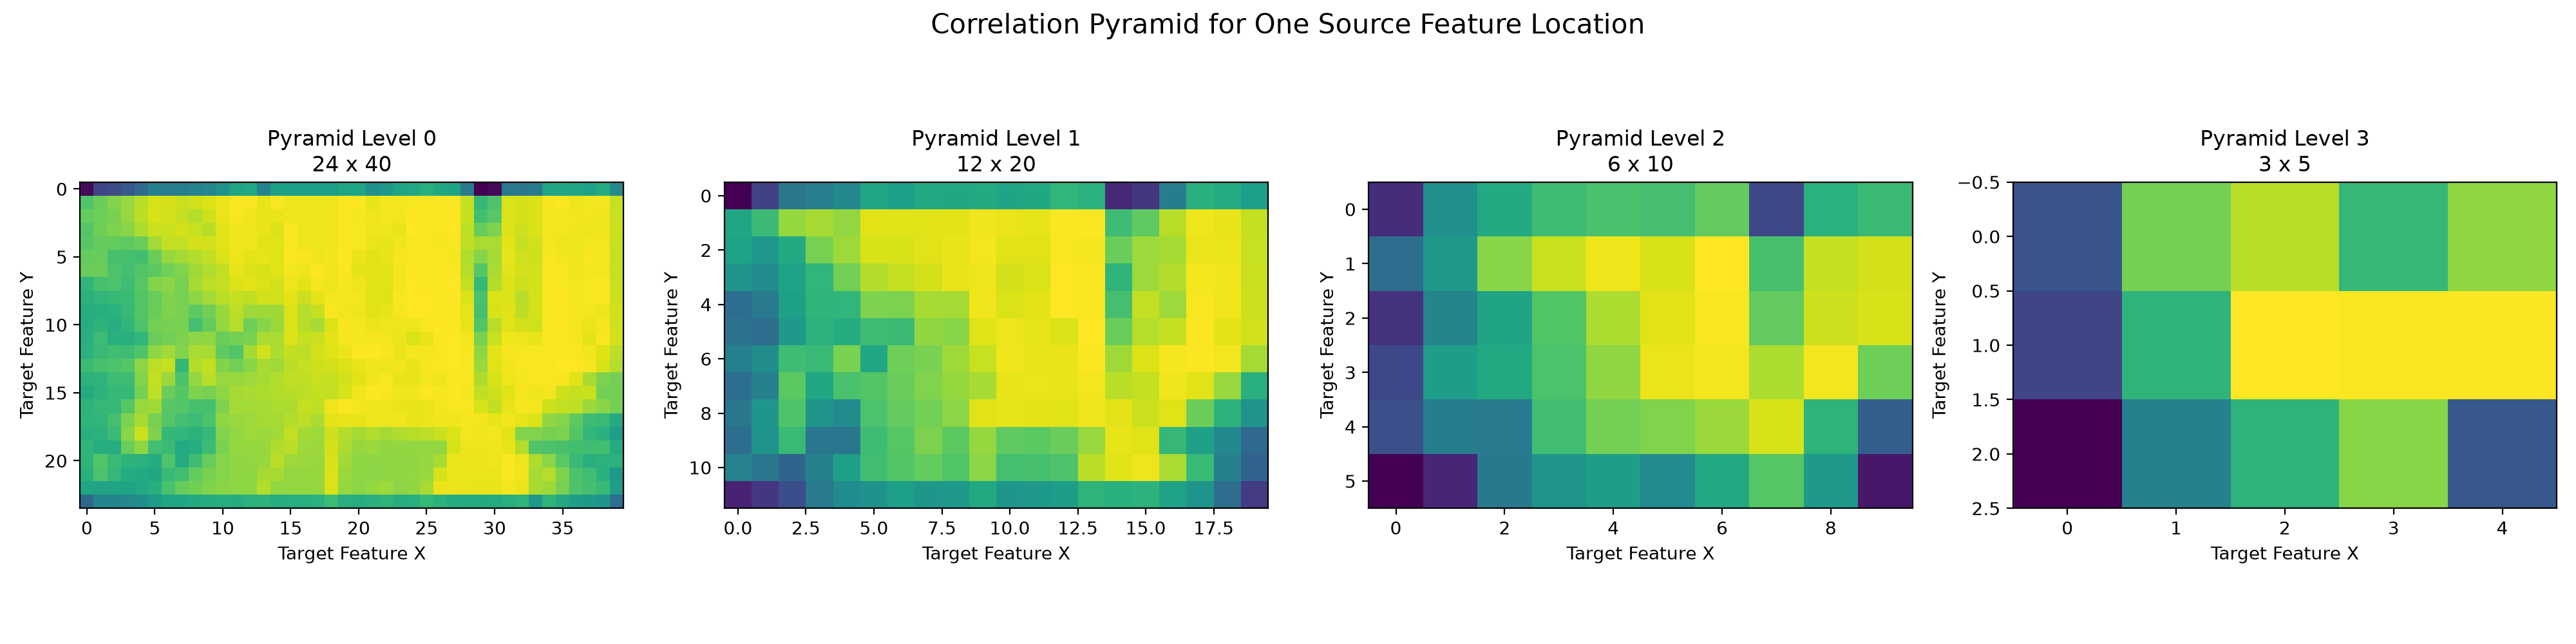 Correlation Pyramid for One Source Feature Location
Pyramid Level 0
24 x 40
Target Feature Y
0
5
10
15
20
0 5 10 15 20 25 30 35
Target Feature X
Pyramid Level 1
12 x 20
Target Feature Y
0
2
4
6
8
10
0.0 2.5 5.0 7.5 10.0 12.5 15.0 17.5
Target Feature X
Pyramid Level 2
6 x 10
Target Feature Y
0
1
2
3
4
5
0 2 4 6 8
Target Feature X
Pyramid Level 3
3 x 5
Target Feature Y
−0.5
0.0
0.5
1.0
1.5
2.0
2.5
0 1 2 3 4
Target Feature X